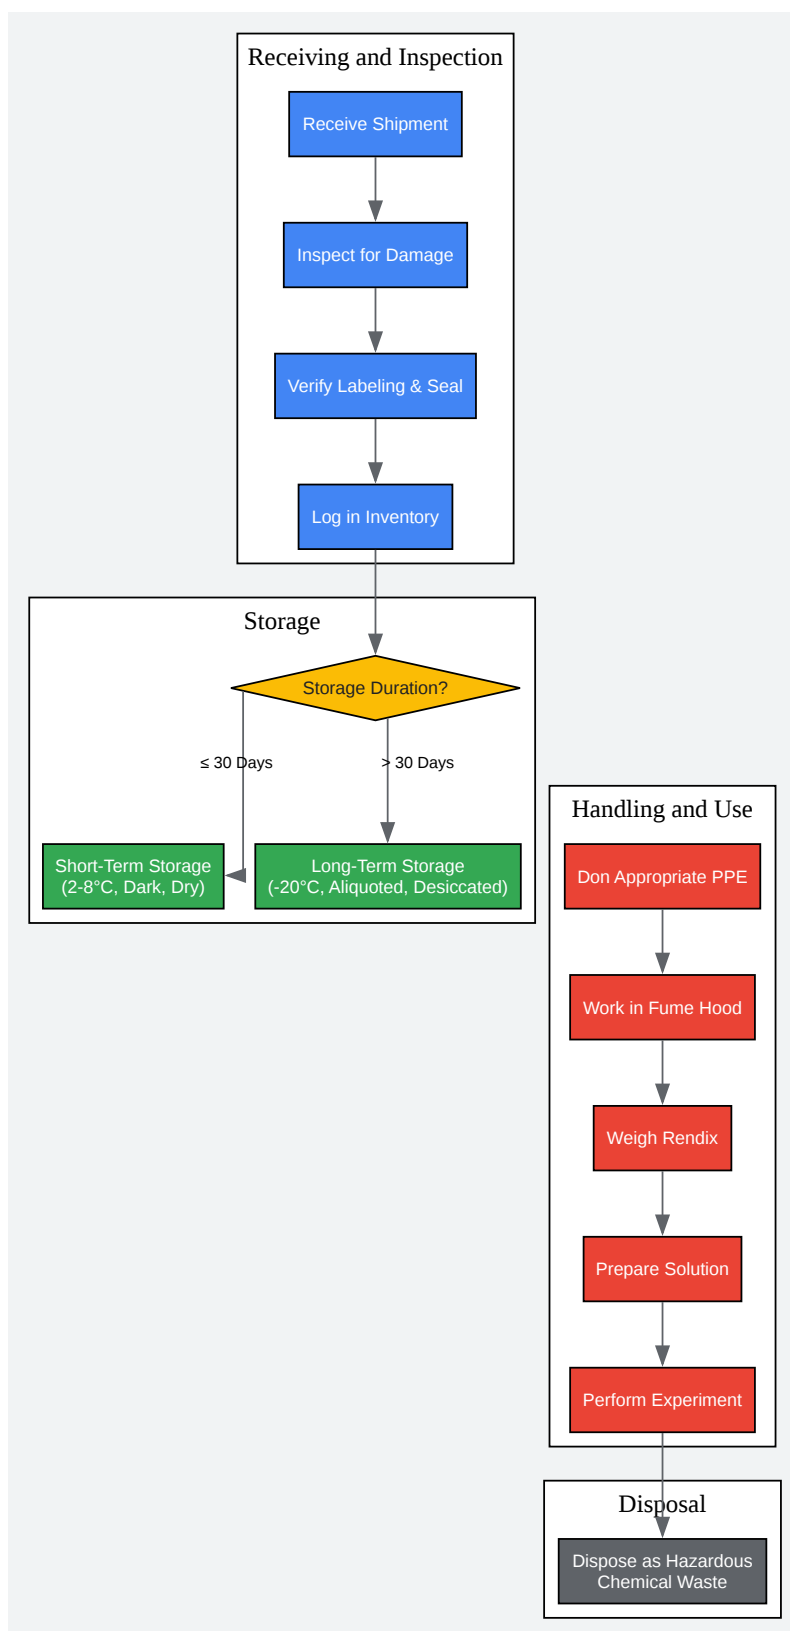 Receiving and Inspection
Receive Shipment
Inspect for Damage
Verify Labeling & Seal
Log in Inventory
Storage
Storage Duration?
≤ 30 Days
> 30 Days
Short-Term Storage
(2-8°C, Dark, Dry)
Long-Term Storage
(-20°C, Aliquoted, Desiccated)
Handling and Use
Don Appropriate PPE
Work in Fume Hood
Weigh Rendix
Prepare Solution
Perform Experiment
Disposal
Dispose as Hazardous
Chemical Waste